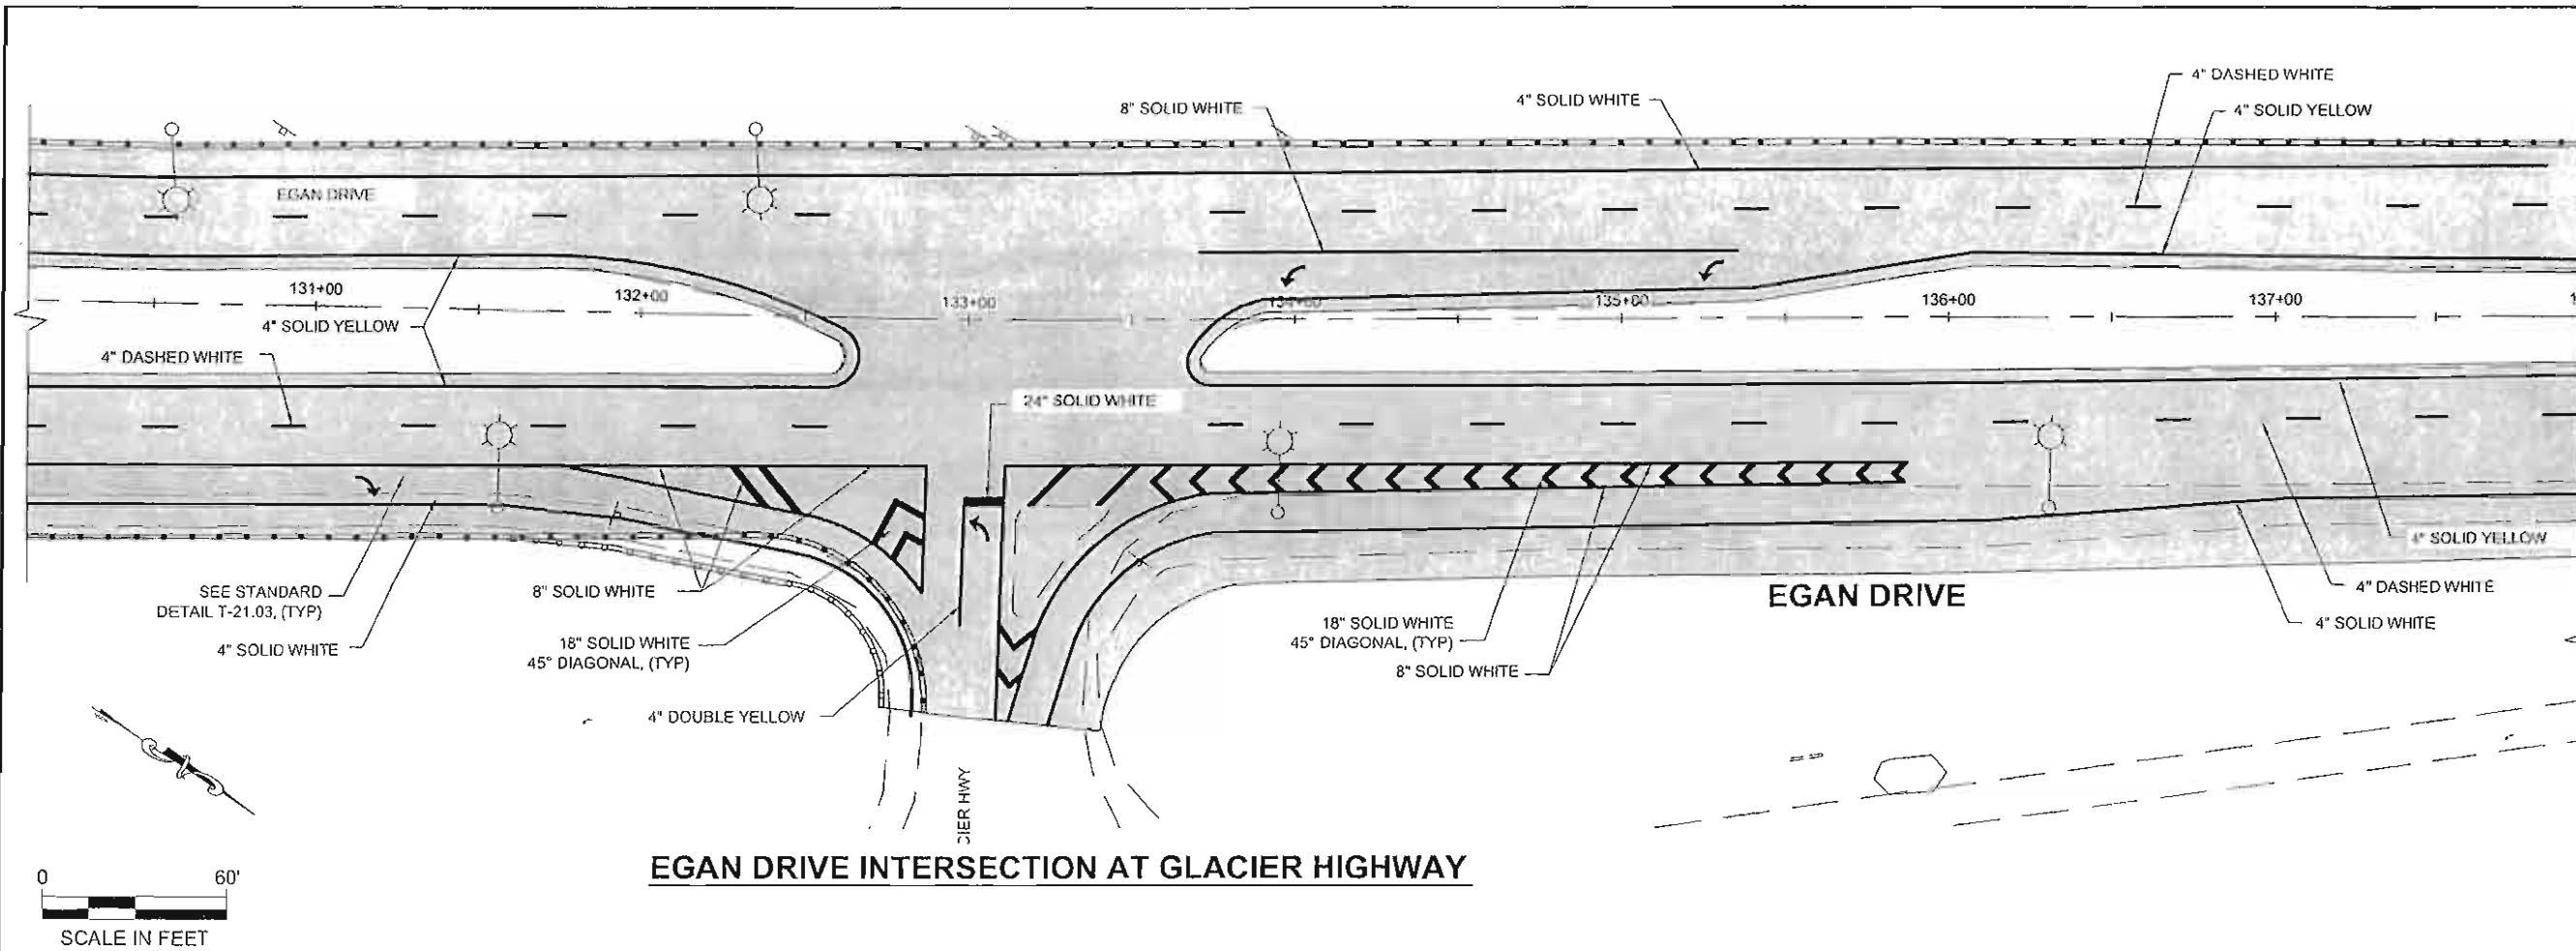 4" DASHED WHITE
8" SOLID WHITE
4" SOLID WHITE
4" SOLID YELLOW
EGAN DRIVE
131+00
132+00
133+00
134+00
135+00
136+00
137+00
4" SOLID YELLOW
4" DASHED WHITE
24" SOLID WHITE
4" SOLID YELLOW
SEE STANDARD
DETAIL T-21.03, (TYP)
8" SOLID WHITE
EGAN DRIVE
4" DASHED WHITE
4" SOLID WHITE
18" SOLID WHITE
45° DIAGONAL, (TYP)
18" SOLID WHITE
45° DIAGONAL, (TYP)
4" SOLID WHITE
8" SOLID WHITE
4" DOUBLE YELLOW
CIER HWY
EGAN DRIVE INTERSECTION AT GLACIER HIGHWAY
0 60'
SCALE IN FEET